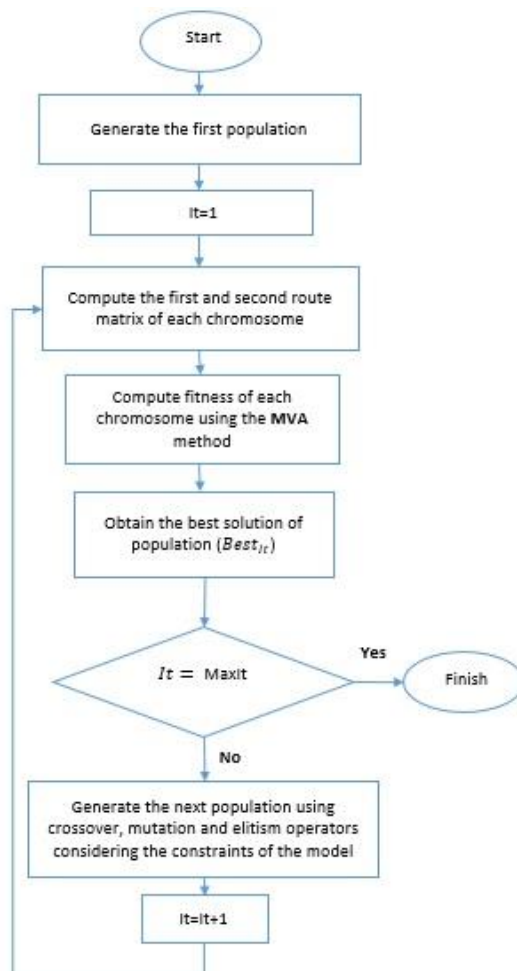 Start
Generate the first population
It=1
Compute the first and second route
matrix of each chromosome
Compute fitness of each
chromosome using the MVA
method
Obtain the best solution of
population (Best_It)
It = MaxIt
Yes
Finish
No
Generate the next population using
crossover, mutation and elitism operators
considering the constraints of the model
It=It+1